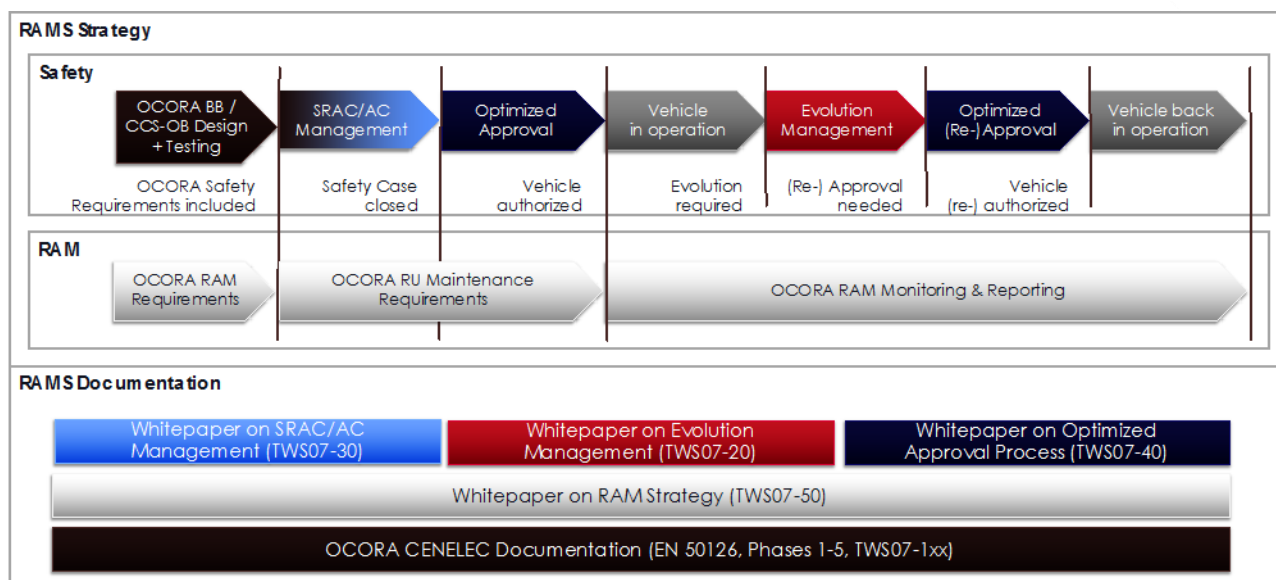 RAMS Strategy
Safety
OCORA BB /
CCS-OB Design
+ Testing
SRAC/AC
Management
Optimized
Approval
Vehicle
in operation
Evolution
Management
Optimized
(Re-)Approval
Vehicle back
in operation
OCORA Safety
Requirements included
Safety Case
closed
Vehicle
authorized
Evolution
required
(Re-) Approval
needed
Vehicle
(re-) authorized
RAM
OCORA RAM
Requirements
OCORA RU Maintenance
Requirements
OCORA RAM Monitoring & Reporting
RAMS Documentation
Whitepaper on SRAC/AC
Management (TWS07-30)
Whitepaper on Evolution
Management (TWS07-20)
Whitepaper on Optimized
Approval Process (TWS07-40)
Whitepaper on RAM Strategy (TWS07-50)
OCORA CENELEC Documentation (EN 50126, Phases 1-5, TWS07-1xx)